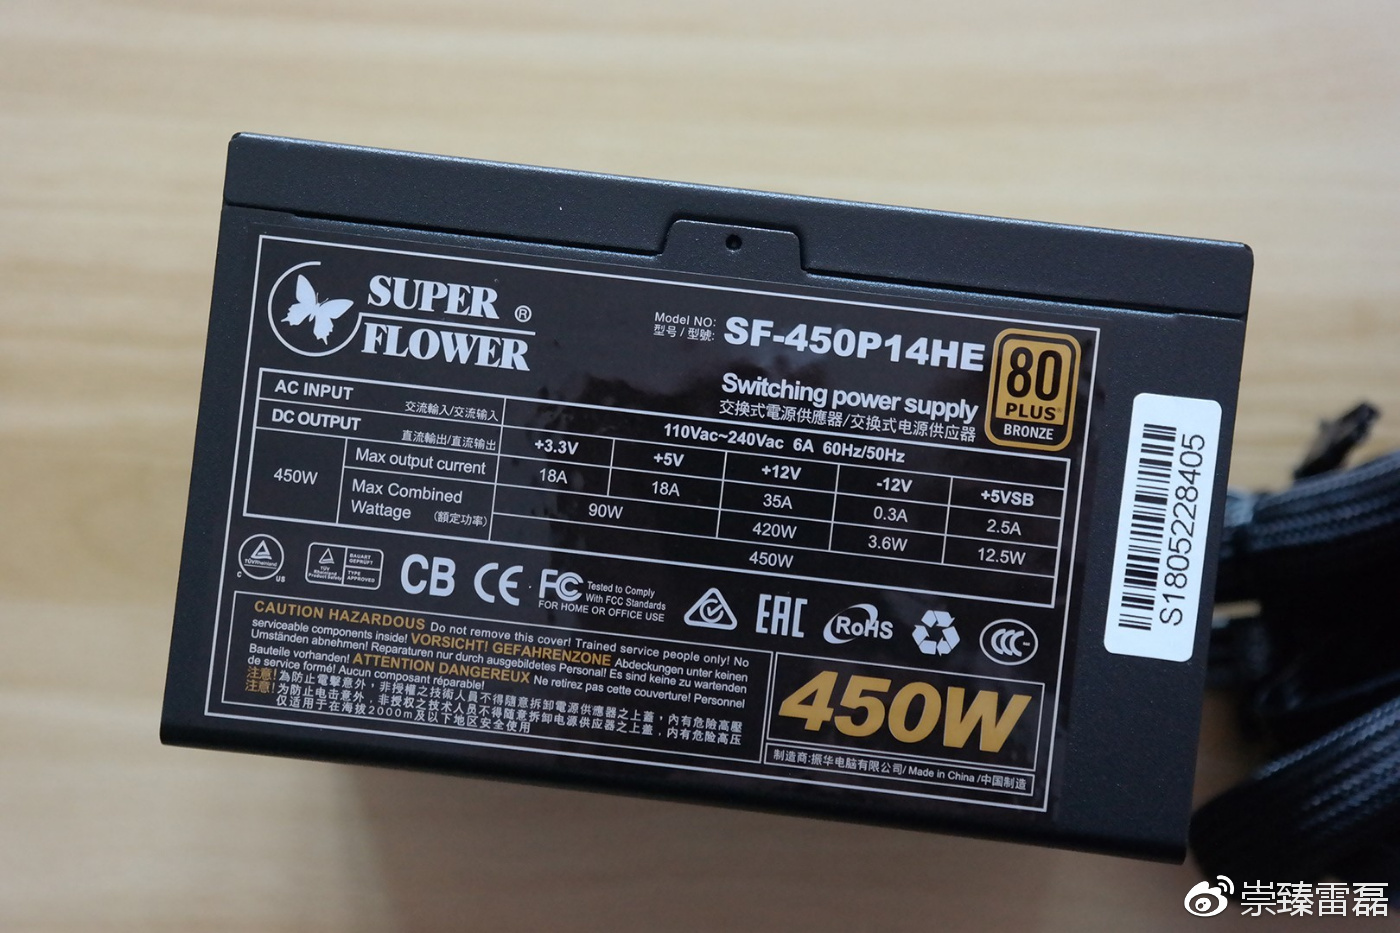 SUPER ®
FLOWER
Model NO:
型号 / 型號:
SF-450P14HE
80
PLUS®
BRONZE
Switching power supply
交換式電源供應器/交换式电源供应器
AC INPUT 交流輸入/交流输入 110Vac~240Vac 6A 60Hz/50Hz
DC OUTPUT 直流輸出/直流输出 +3.3V +5V +12V -12V +5VSB
450W Max output current 18A 18A 35A 0.3A 2.5A
Max Combined Wattage (額定功率) 90W 420W 3.6W 12.5W
450W
TÜVRheinland
C US
TÜV
Rheinland
Product Safety
BAUART
GEPRÜFT
TYPE
APPROVED
CB CE FC Tested to Comply
With FCC Standards
FOR HOME OR OFFICE USE
EAC RoHS CCC
CAUTION HAZARDOUS Do not remove this cover! Trained service people only! No
serviceable components inside! VORSICHT! GEFAHRENZONE Abdeckungen unter keinen
Umständen abnehmen! Reparaturen nur durch ausgebildetes Personal! Es sind keine zu wartenden
Bauteile vorhanden! ATTENTION DANGEREUX Ne retirez pas cette couverture! Personnel
de service formé! Aucun composant réparable!
注意!為防止電擊意外，非授權之技術人員不得隨意拆卸電源供應器之上蓋，內有危險高壓
注意!为防止电击意外，非授权之技术人员不得随意拆卸电源供应器之上盖，内有危险高压
仅适用于在海拔2000m及以下地区安全使用
450W
制造商:振华电脑有限公司/ Made in China /中国制造
S1805228405
崇臻雷磊